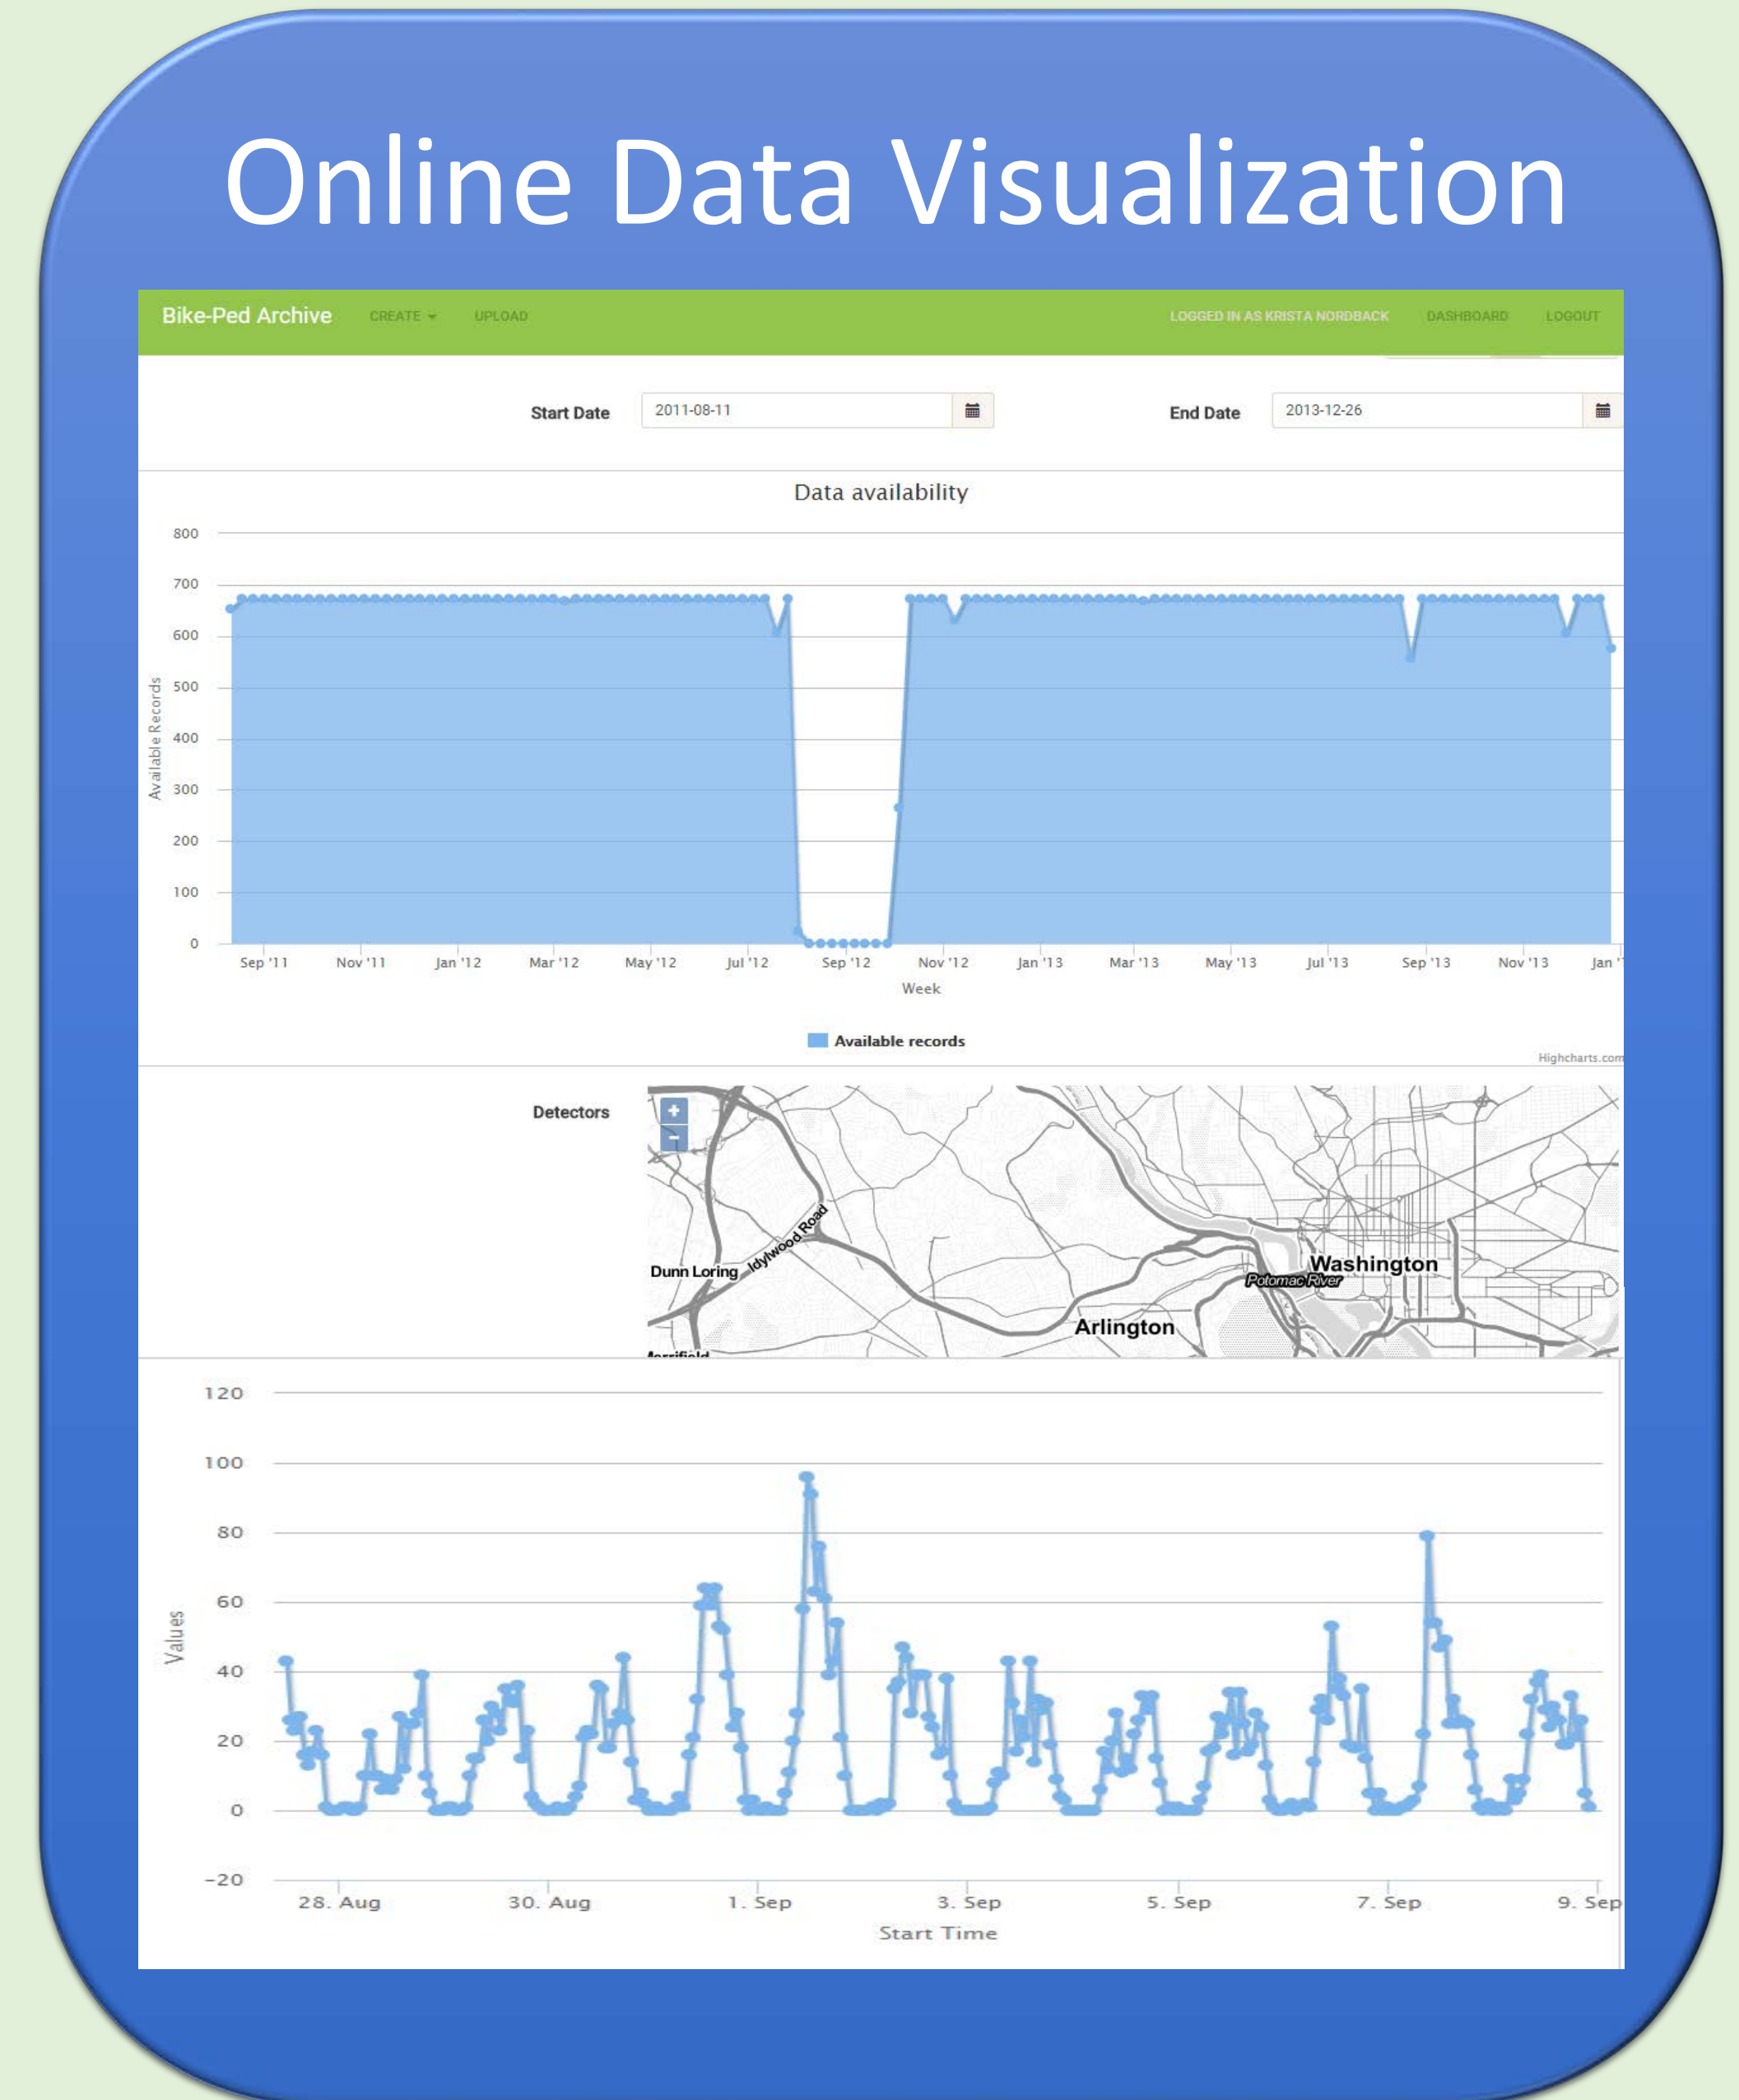 Online Data Visualization
Bike-Ped Archive CREATE UPLOAD LOGGED IN AS KRISTA NORDBACK DASHBOARD LOGOUT
Start Date 2011-08-11 End Date 2013-12-26
Data availability
800
700
600
500
400
300
200
100
0
Available Records
Sep '11 Nov '11 Jan '12 Mar '12 May '12 Jul '12 Sep '12 Nov '12 Jan '13 Mar '13 May '13 Jul '13 Sep '13 Nov '13 Jan '
Week
Available records
Highcharts.com
Detectors
+
-
Idylwood Road
Dunn Loring
Washington
Potomac River
Arlington
Merrifield
120
100
80
60
40
20
0
-20
Values
28. Aug 30. Aug 1. Sep 3. Sep 5. Sep 7. Sep 9. Sep
Start Time